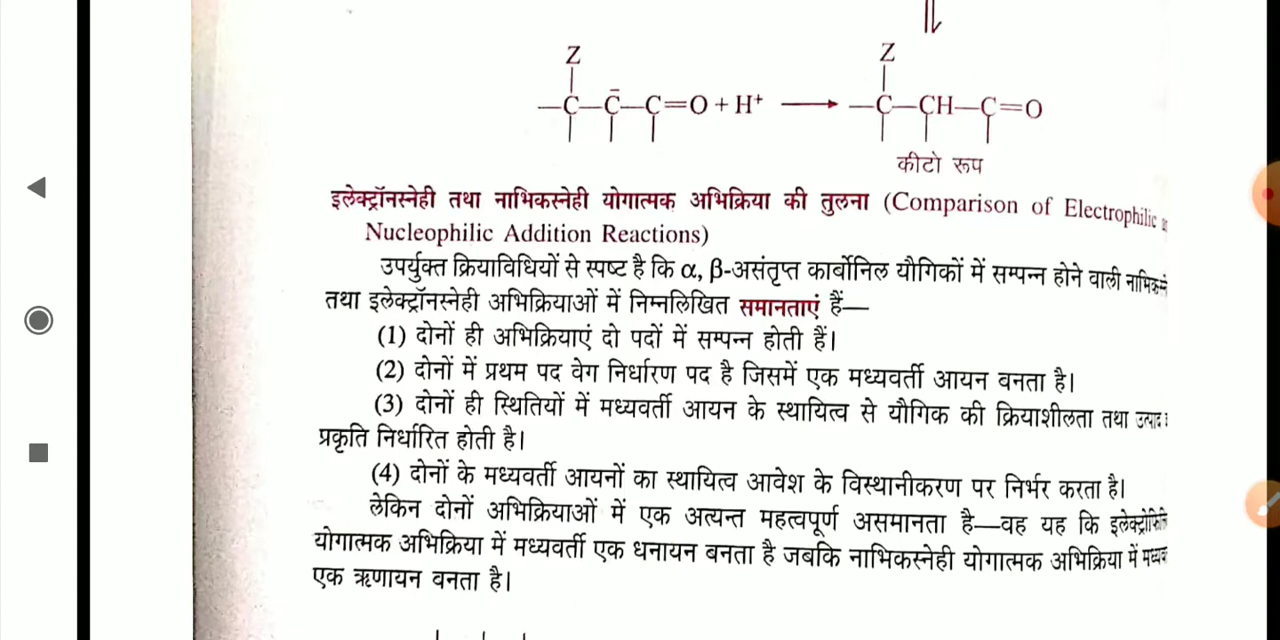 Z Z
—C—C̄—C=O + H⁺ ⟶ —C—CH—C=O
कीटो रूप
इलेक्ट्रॉनस्नेही तथा नाभिकस्नेही योगात्मक अभिक्रिया की तुलना (Comparison of Electrophilic
Nucleophilic Addition Reactions)
उपर्युक्त क्रियाविधियों से स्पष्ट है कि α, β-असंतृप्त कार्बोनिल यौगिकों में सम्पन्न होने वाली
तथा इलेक्ट्रॉनस्नेही अभिक्रियाओं में निम्नलिखित समानताएं हैं—
(1) दोनों ही अभिक्रियाएं दो पदों में सम्पन्न होती हैं।
(2) दोनों में प्रथम पद वेग निर्धारण पद है जिसमें एक मध्यवर्ती आयन बनता है।
(3) दोनों ही स्थितियों में मध्यवर्ती आयन के स्थायित्व से यौगिक की क्रियाशीलता तथा उत्पाद
प्रकृति निर्धारित होती है।
(4) दोनों के मध्यवर्ती आयनों का स्थायित्व आवेश के विस्थानीकरण पर निर्भर करता है।
लेकिन दोनों अभिक्रियाओं में एक अत्यन्त महत्वपूर्ण असमानता है—वह यह कि
योगात्मक अभिक्रिया में मध्यवर्ती एक धनायन बनता है जबकि नाभिकस्नेही योगात्मक अभिक्रिया में
एक ऋणायन बनता है।